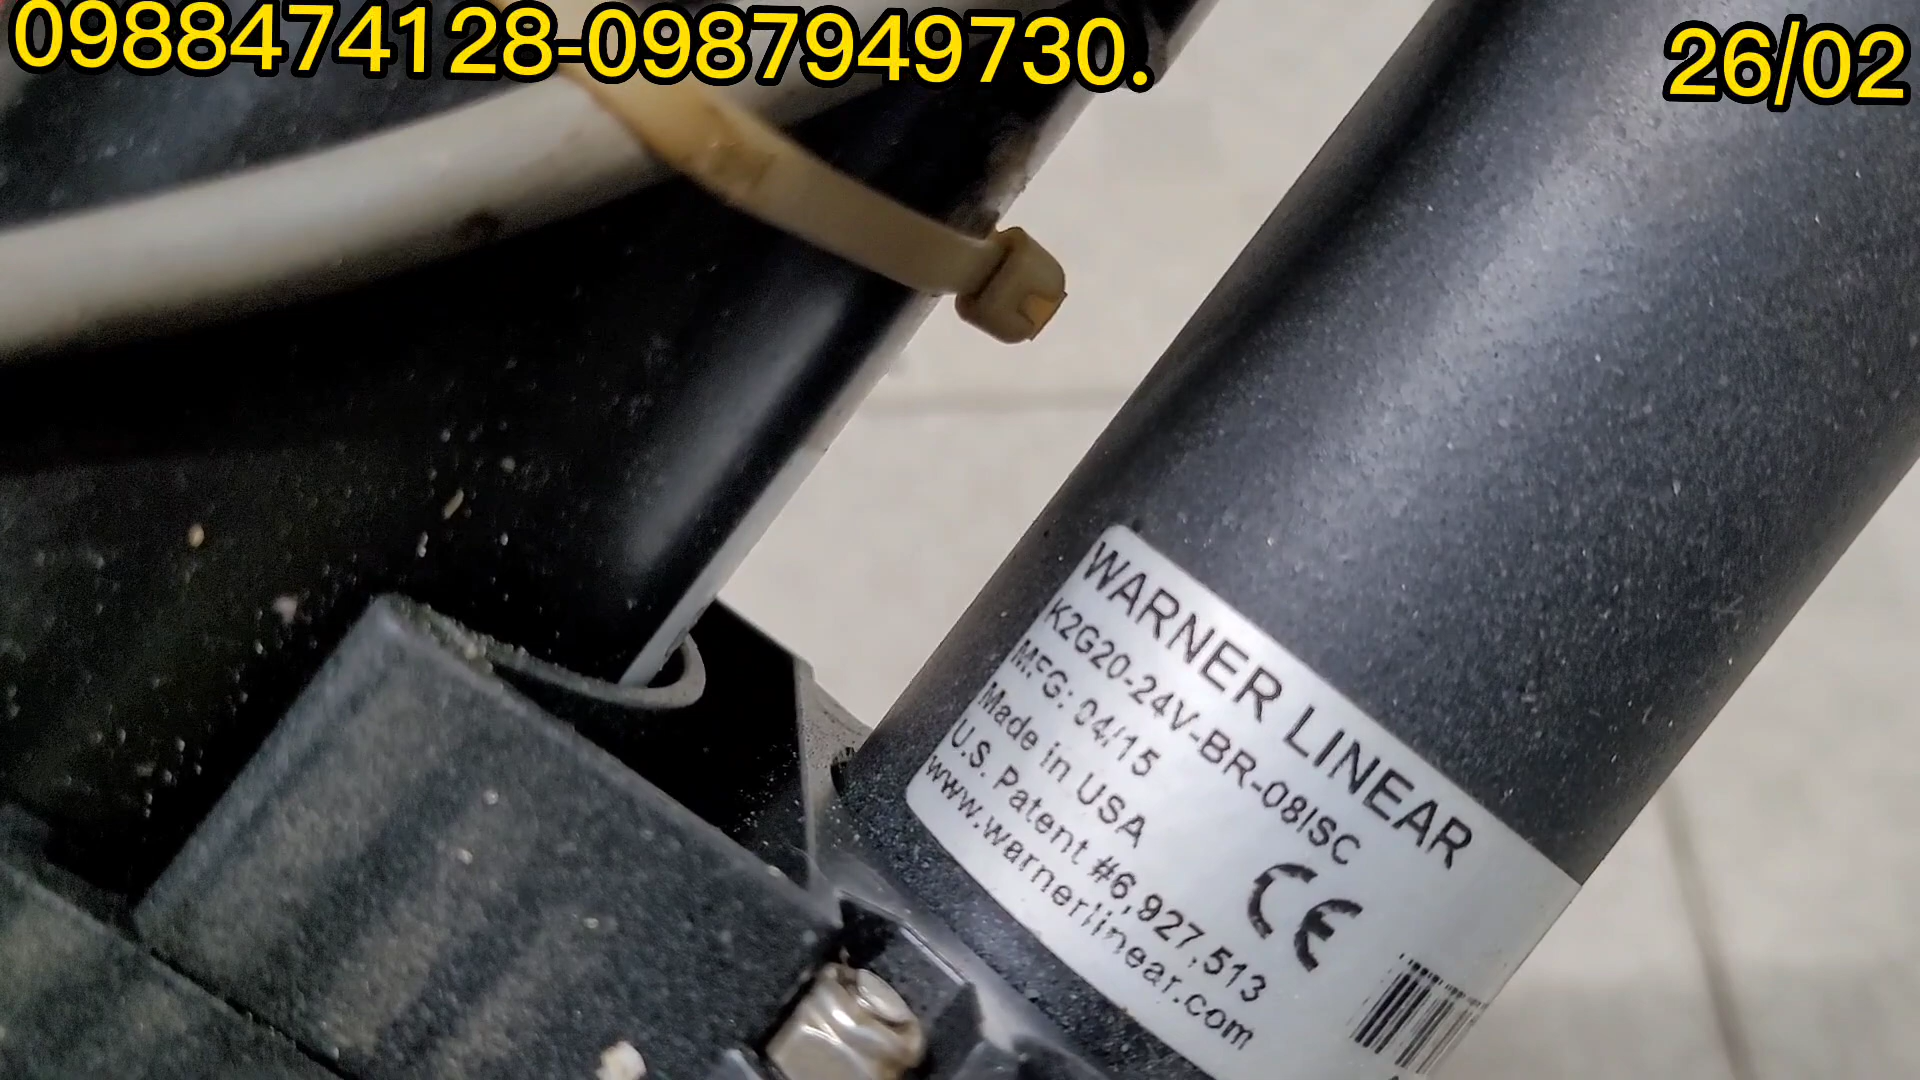 0988474128-0987949730.
26/02
WARNER LINEAR
K2G20-24V-BR-08ISC
MFG: 04/15
Made in USA
U.S. Patent #6,927,513
www.warnerlinear.com
CE